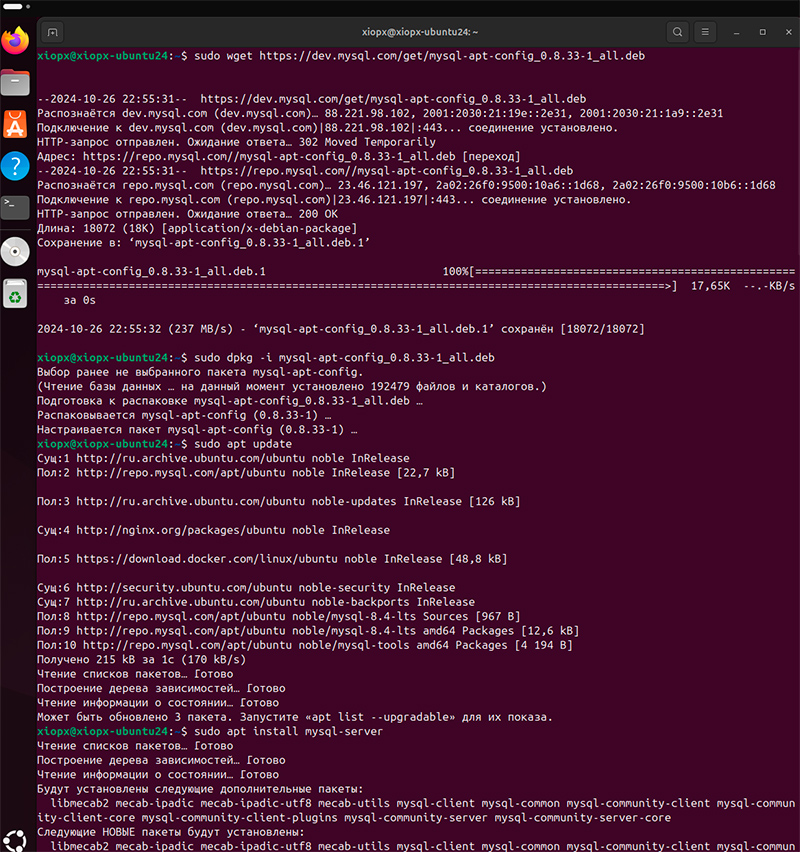 xiopx@xiopx-ubuntu24: ~
xiopx@xiopx-ubuntu24:~$ sudo wget https://dev.mysql.com/get/mysql-apt-config_0.8.33-1_all.deb
--2024-10-26 22:55:31--  https://dev.mysql.com/get/mysql-apt-config_0.8.33-1_all.deb
Распознаётся dev.mysql.com (dev.mysql.com)… 88.221.98.102, 2001:2030:21:19e::2e31, 2001:2030:21:1a9::2e31
Подключение к dev.mysql.com (dev.mysql.com)|88.221.98.102|:443... соединение установлено.
HTTP-запрос отправлен. Ожидание ответа… 302 Moved Temporarily
Адрес: https://repo.mysql.com//mysql-apt-config_0.8.33-1_all.deb [переход]
--2024-10-26 22:55:31--  https://repo.mysql.com//mysql-apt-config_0.8.33-1_all.deb
Распознаётся repo.mysql.com (repo.mysql.com)… 23.46.121.197, 2a02:26f0:9500:10a6::1d68, 2a02:26f0:9500:10b6::1d68
Подключение к repo.mysql.com (repo.mysql.com)|23.46.121.197|:443... соединение установлено.
HTTP-запрос отправлен. Ожидание ответа… 200 OK
Длина: 18072 (18K) [application/x-debian-package]
Сохранение в: ‘mysql-apt-config_0.8.33-1_all.deb.1’
mysql-apt-config_0.8.33-1_all.deb.1                           100%[=================================================
================================================================================================>]  17,65K  --.-KB/s
    за 0s
2024-10-26 22:55:32 (237 MB/s) - ‘mysql-apt-config_0.8.33-1_all.deb.1’ сохранён [18072/18072]
xiopx@xiopx-ubuntu24:~$ sudo dpkg -i mysql-apt-config_0.8.33-1_all.deb
Выбор ранее не выбранного пакета mysql-apt-config.
(Чтение базы данных … на данный момент установлено 192479 файлов и каталогов.)
Подготовка к распаковке mysql-apt-config_0.8.33-1_all.deb …
Распаковывается mysql-apt-config (0.8.33-1) …
Настраивается пакет mysql-apt-config (0.8.33-1) …
xiopx@xiopx-ubuntu24:~$ sudo apt update
Сущ:1 http://ru.archive.ubuntu.com/ubuntu noble InRelease
Пол:2 http://repo.mysql.com/apt/ubuntu noble InRelease [22,7 kB]
Пол:3 http://ru.archive.ubuntu.com/ubuntu noble-updates InRelease [126 kB]
Сущ:4 http://nginx.org/packages/ubuntu noble InRelease
Пол:5 https://download.docker.com/linux/ubuntu noble InRelease [48,8 kB]
Сущ:6 http://security.ubuntu.com/ubuntu noble-security InRelease
Сущ:7 http://ru.archive.ubuntu.com/ubuntu noble-backports InRelease
Пол:8 http://repo.mysql.com/apt/ubuntu noble/mysql-8.4-lts Sources [967 B]
Пол:9 http://repo.mysql.com/apt/ubuntu noble/mysql-8.4-lts amd64 Packages [12,6 kB]
Пол:10 http://repo.mysql.com/apt/ubuntu noble/mysql-tools amd64 Packages [4 194 B]
Получено 215 kB за 1с (170 kB/s)
Чтение списков пакетов… Готово
Построение дерева зависимостей… Готово
Чтение информации о состоянии… Готово
Может быть обновлено 3 пакета. Запустите «apt list --upgradable» для их показа.
xiopx@xiopx-ubuntu24:~$ sudo apt install mysql-server
Чтение списков пакетов… Готово
Построение дерева зависимостей… Готово
Чтение информации о состоянии… Готово
Будут установлены следующие дополнительные пакеты:
  libmecab2 mecab-ipadic mecab-ipadic-utf8 mecab-utils mysql-client mysql-common mysql-community-client mysql-commun
ity-client-core mysql-community-client-plugins mysql-community-server mysql-community-server-core
Следующие НОВЫЕ пакеты будут установлены:
  libmecab2 mecab-ipadic mecab-ipadic-utf8 mecab-utils mysql-client mysql-common mysql-community-client mysql-commun